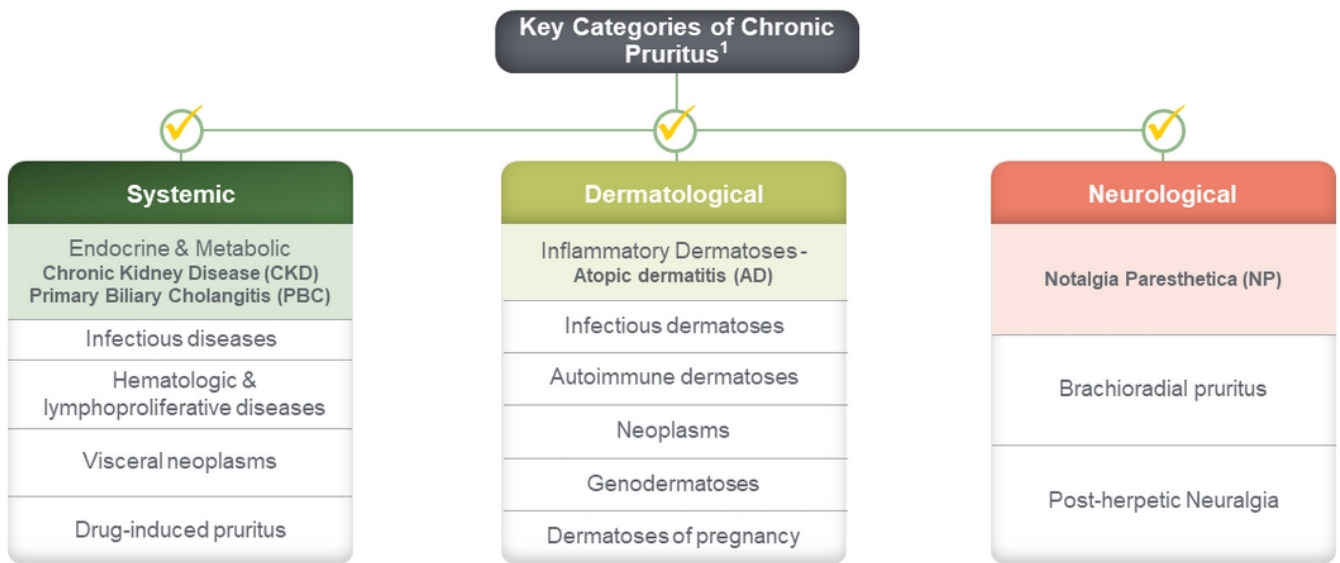 Key Categories of Chronic
Pruritus1
Systemic
Endocrine & Metabolic
Chronic Kidney Disease (CKD)
Primary Biliary Cholangitis (PBC)
Infectious diseases
Hematologic &
lymphoproliferative diseases
Visceral neoplasms
Drug-induced pruritus
Dermatological
Inflammatory Dermatoses -
Atopic dermatitis (AD)
Infectious dermatoses
Autoimmune dermatoses
Neoplasms
Genodermatoses
Dermatoses of pregnancy
Neurological
Notalgia Paresthetica (NP)
Brachioradial pruritus
Post-herpetic Neuralgia